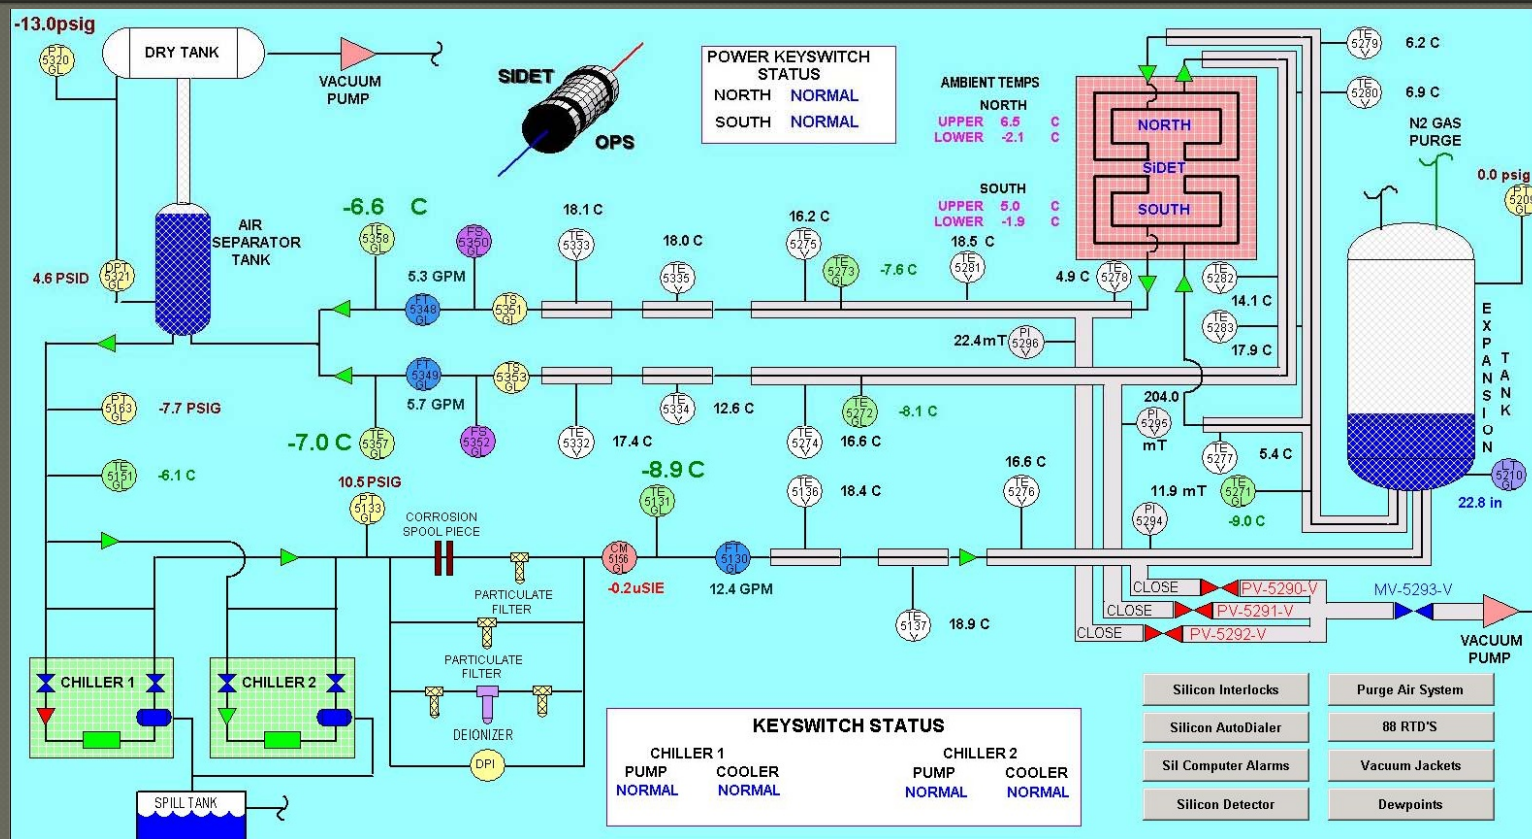 -13.0psig
PT
5320
GL
DRY TANK
VACUUM
PUMP
SIDET
OPS
POWER KEYSWITCH
STATUS
NORTH NORMAL
SOUTH NORMAL
AMBIENT TEMPS
NORTH
UPPER 6.5 C
LOWER -2.1 C
SOUTH
UPPER 5.0 C
LOWER -1.9 C
NORTH
SiDET
SOUTH
TE
5279
V
6.2 C
TE
5280
V
6.9 C
N2 GAS
PURGE
0.0 psig
PT
5209
GL
AIR
SEPARATOR
TANK
4.6 PSID
DPT
5321
GL
-6.6 C
TE
5358
GL
FS
5350
GL
18.1 C
TE
5333
V
18.0 C
TE
5335
V
16.2 C
TE
5275
V
TE
5273
GL
-7.6 C
18.5 C
TE
5281
V
4.9 C
TE
5278
V
TE
5282
V
14.1 C
TE
5283
V
17.9 C
5.3 GPM
FT
5348
GL
TS
5351
GL
22.4mT
PI
5296
V
EXPANSION
TANK
FT
5349
GL
TS
5353
GL
5.7 GPM
PT
5163
GL
-7.7 PSIG
-7.0 C
TE
5357
GL
FS
5352
GL
TE
5332
V
17.4 C
TE
5334
V
12.6 C
TE
5274
V
16.6 C
TE
5272
GL
-8.1 C
204.0
PI
5295
V
mT
TE
5277
V
5.4 C
TE
5151
GL
-6.1 C
10.5 PSIG
PT
5133
GL
-8.9 C
TE
5131
GL
TE
5136
V
18.4 C
16.6 C
TE
5276
V
11.9 mT
PI
5294
V
TE
5271
GL
-9.0 C
LT
5210
GL
22.8 in
CORROSION
SPOOL PIECE
CM
5156
GL
-0.2uSIE
FT
5130
GL
12.4 GPM
PARTICULATE
FILTER
TE
5137
V
18.9 C
CLOSE PV-5290-V
CLOSE PV-5291-V
CLOSE PV-5292-V
MV-5293-V
VACUUM
PUMP
PARTICULATE
FILTER
CHILLER 1
CHILLER 2
DEIONIZER
DPI
SPILL TANK
KEYSWITCH STATUS
CHILLER 1 CHILLER 2
PUMP COOLER PUMP COOLER
NORMAL NORMAL NORMAL NORMAL
Silicon Interlocks
Purge Air System
Silicon AutoDialer
88 RTD'S
Sil Computer Alarms
Vacuum Jackets
Silicon Detector
Dewpoints